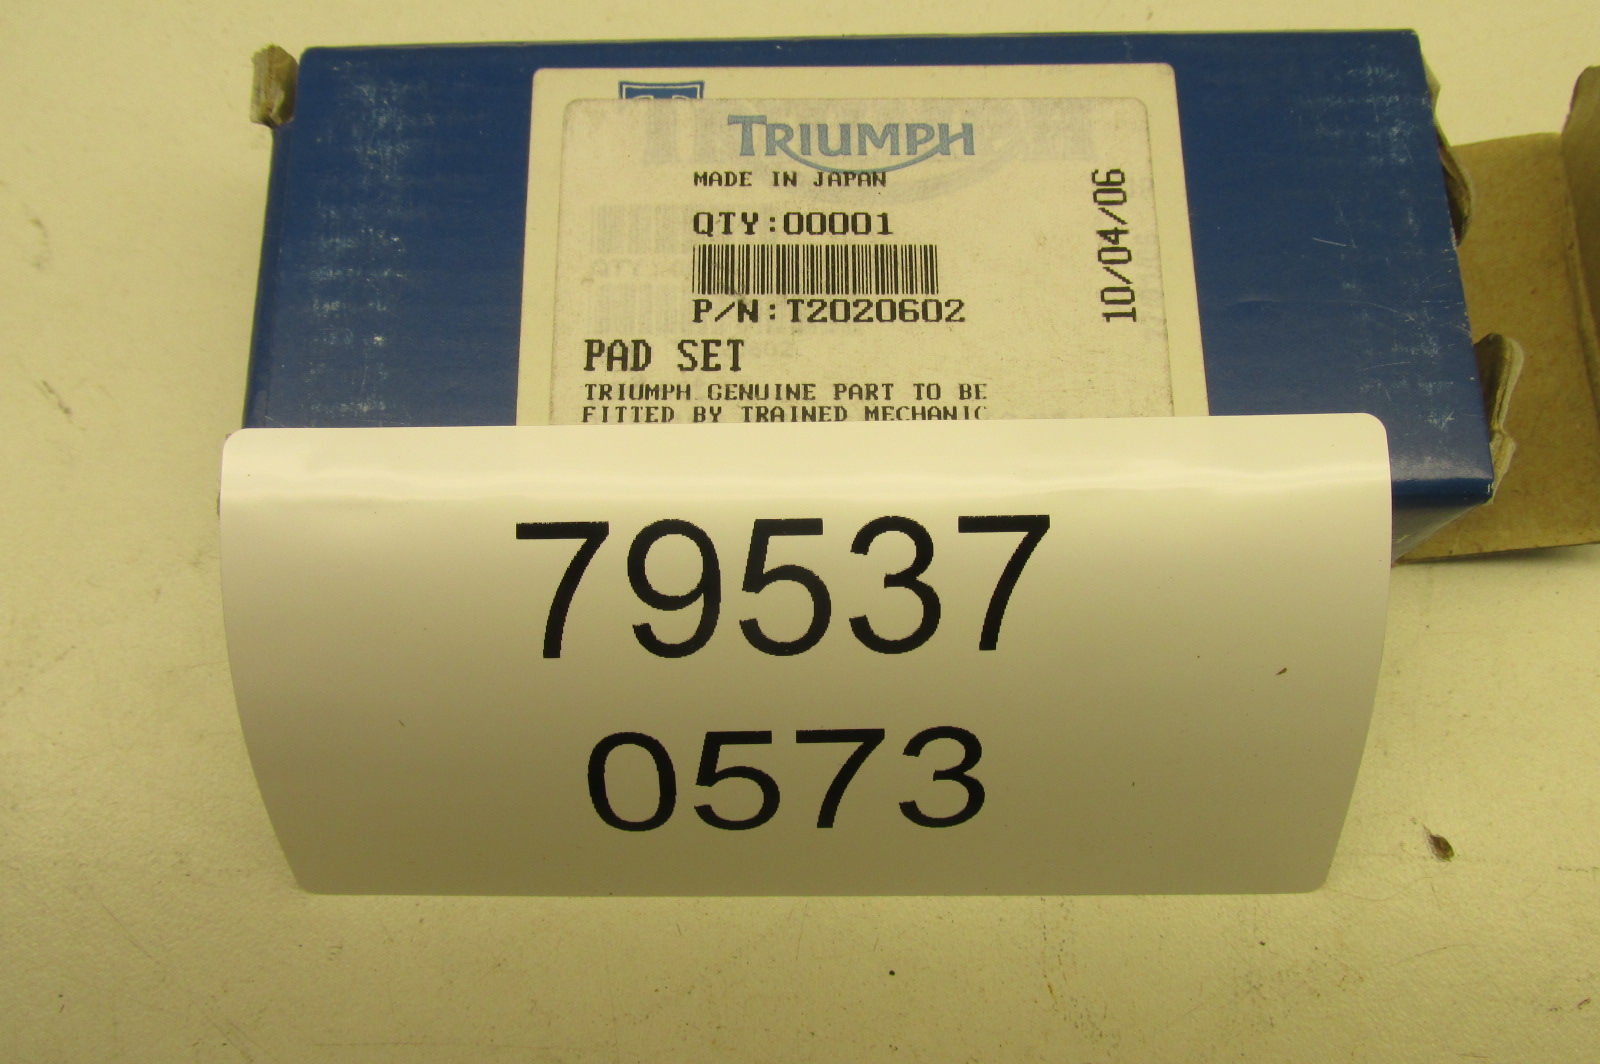 TRIUMPH
MADE IN JAPAN
QTY:00001
P/N:T2020602
10/04/06
PAD SET
TRIUMPH GENUINE PART TO BE
FITTED BY TRAINED MECHANIC
79537
0573